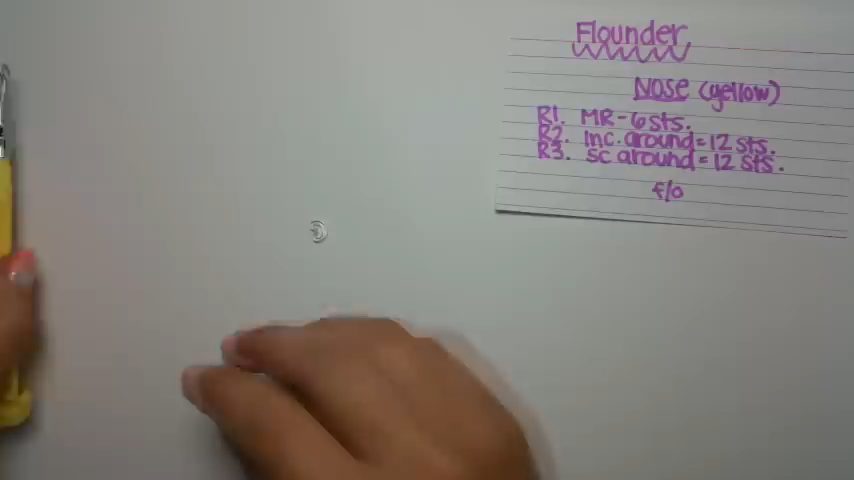 Flounder
Nose (yellow)
R1. MR - 6 sts.
R2. Inc. around = 12 sts.
R3. sc around = 12 sts.
f/o